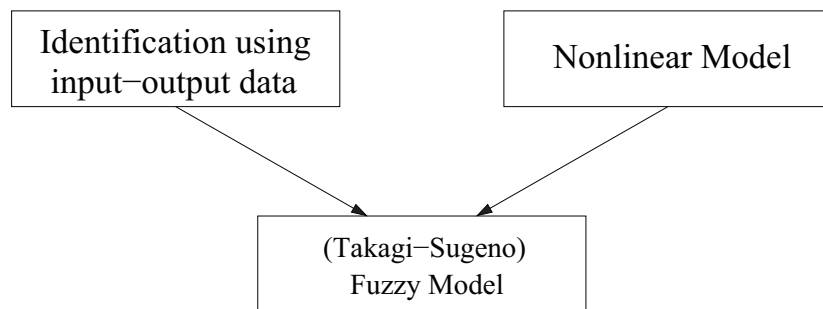 Identification using
input−output data
Nonlinear Model
(Takagi−Sugeno)
Fuzzy Model